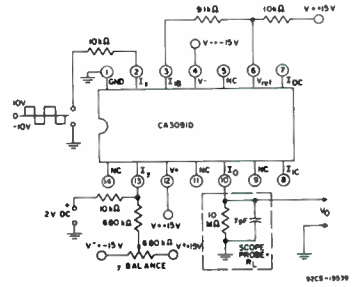 91kΩ 10kΩ V+=+15V
10kΩ V-=-15V
1 2 3 4 5 6 7
GND Ix IIB V- NC Vref IOC
10V
0
-10V
CA3091D
NC Iy V+ NC IO NC IIC
14 13 12 11 10 9 8
2V DC + 10kΩ
680kΩ V+=+15V 10 MΩ 7pF VO
V-=-15V 680kΩ V+=+15V
y BALANCE
SCOPE PROBE=RL
92CS-19539